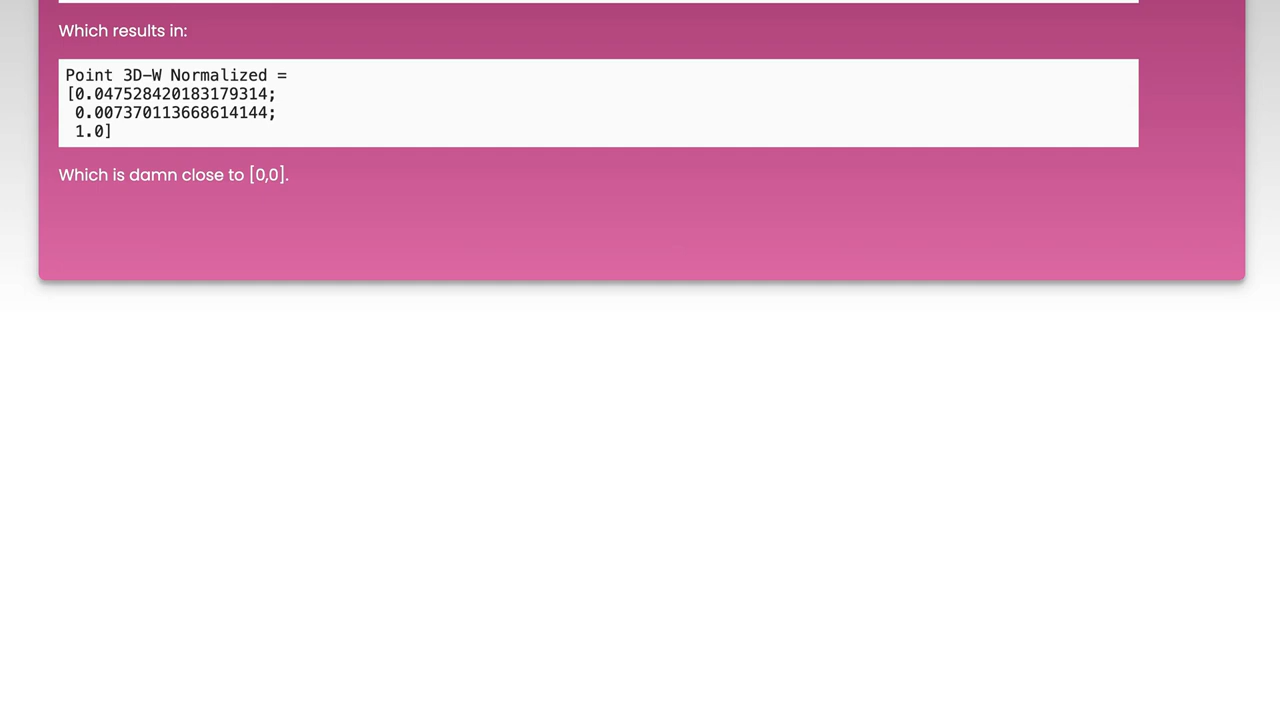 Which results in:
Point 3D-W Normalized =
[0.047528420183179314;
0.007370113668614144;
1.0]
Which is damn close to [0,0].